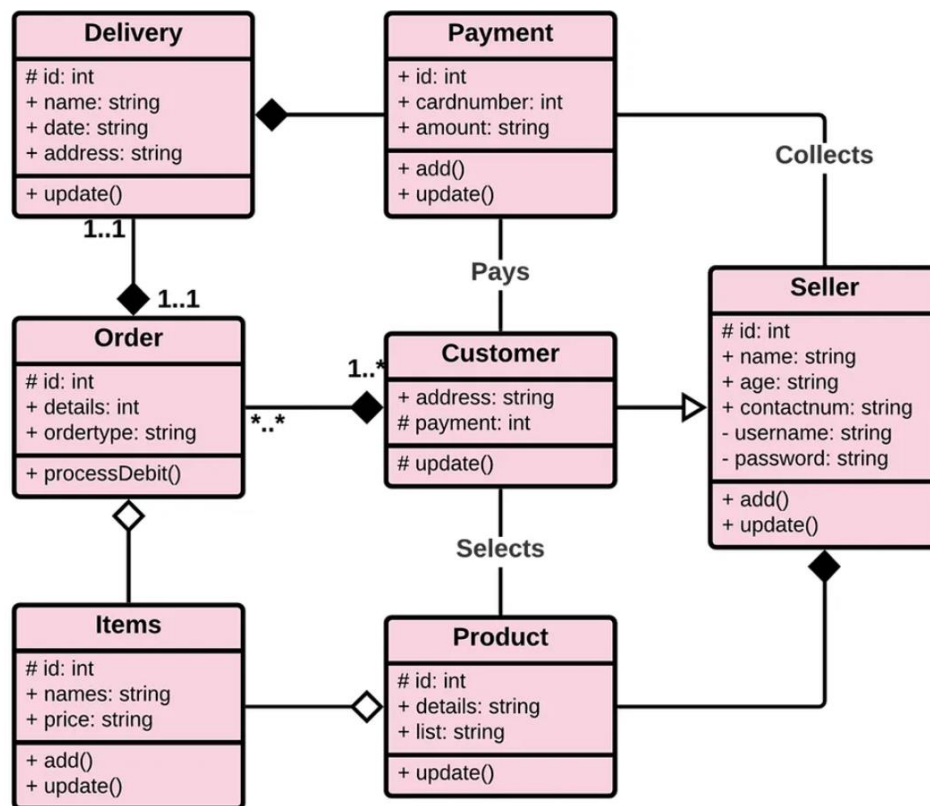 Delivery
# id: int
+ name: string
+ date: string
+ address: string
+ update()
Payment
+ id: int
+ cardnumber: int
+ amount: string
+ add()
+ update()
Collects
1..1
1..1
Pays
Order
# id: int
+ details: int
+ ordertype: string
+ processDebit()
1..*
*..*
Customer
+ address: string
# payment: int
# update()
Seller
# id: int
+ name: string
+ age: string
+ contactnum: string
- username: string
- password: string
+ add()
+ update()
Selects
Items
# id: int
+ names: string
+ price: string
+ add()
+ update()
Product
# id: int
+ details: string
+ list: string
+ update()